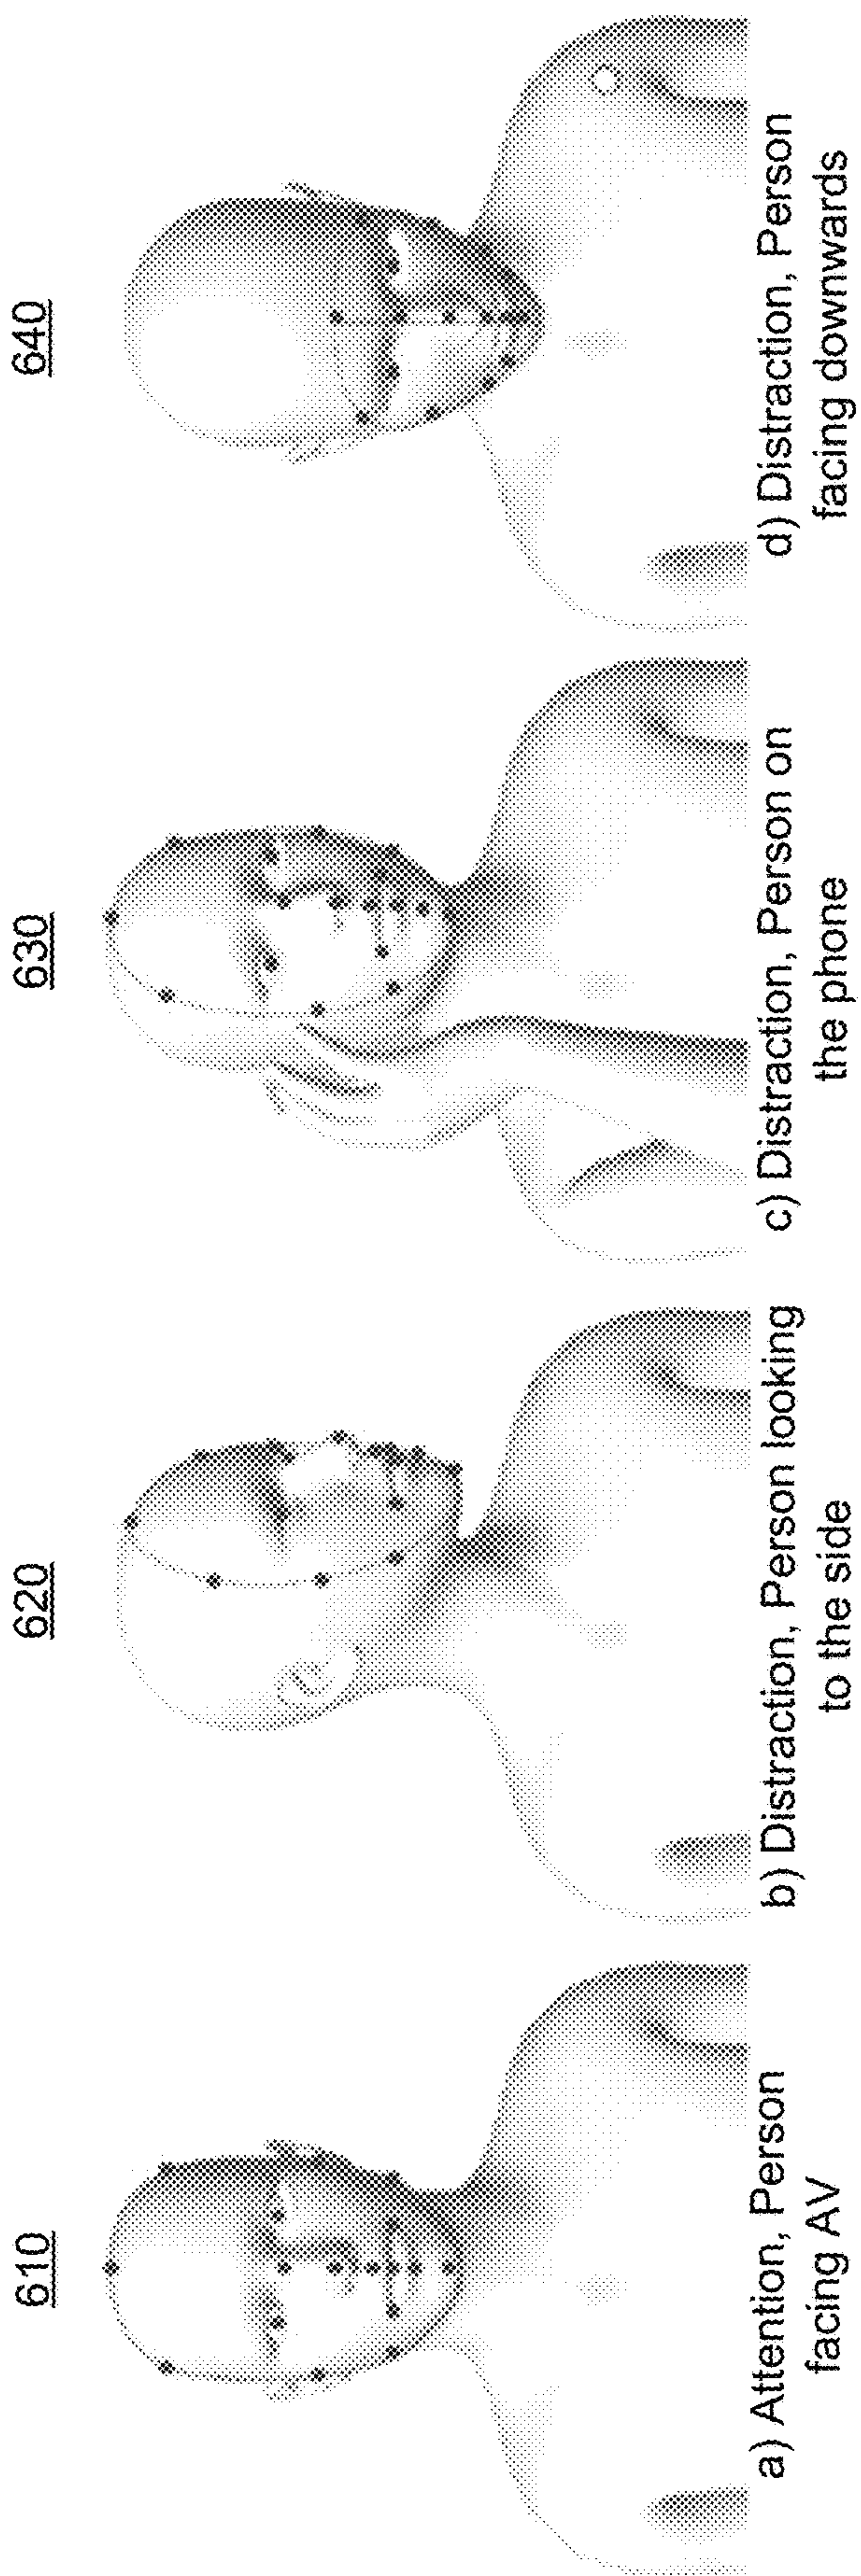 610
620
630
640
a) Attention, Person
facing AV
b) Distraction, Person looking
to the side
c) Distraction, Person on
the phone
d) Distraction, Person
facing downwards